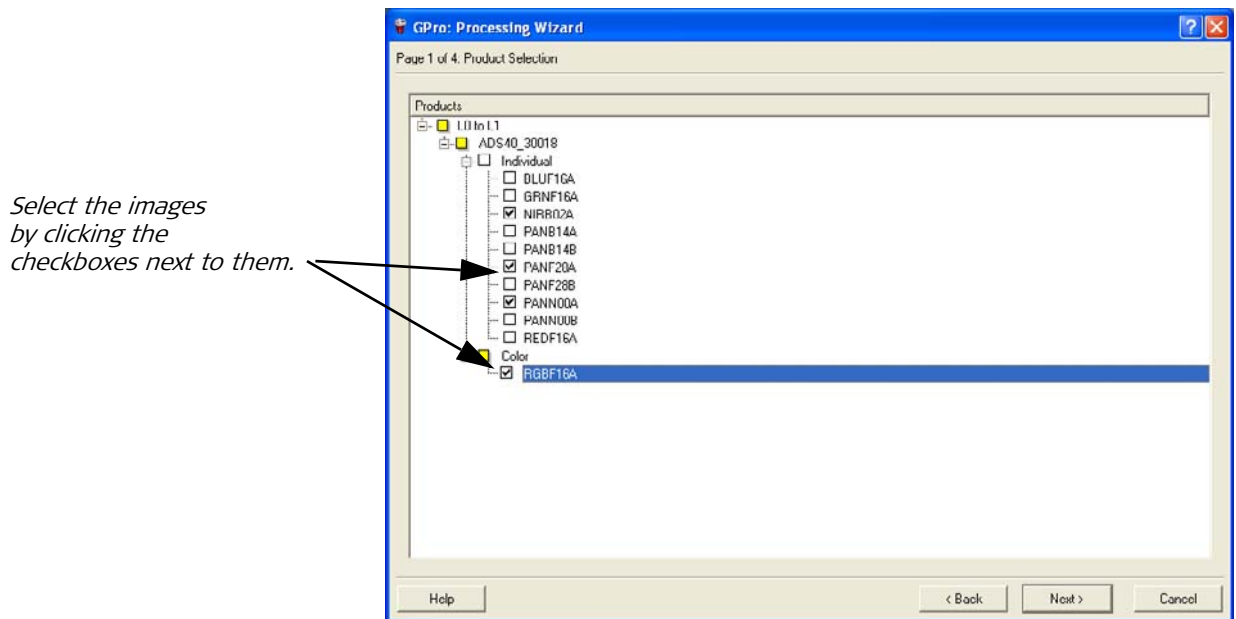 GPro: Processing Wizard
Page 1 of 4: Product Selection
Products
L0 to L1
ADS40_30018
Individual
BLUF16A
GRNF16A
NIRB02A
PANB14A
PANB14B
PANF20A
PANF28B
PANN00A
PANN00B
REDF16A
Color
RGBF16A
Select the images
by clicking the
checkboxes next to them.
Help
< Back
Next >
Cancel